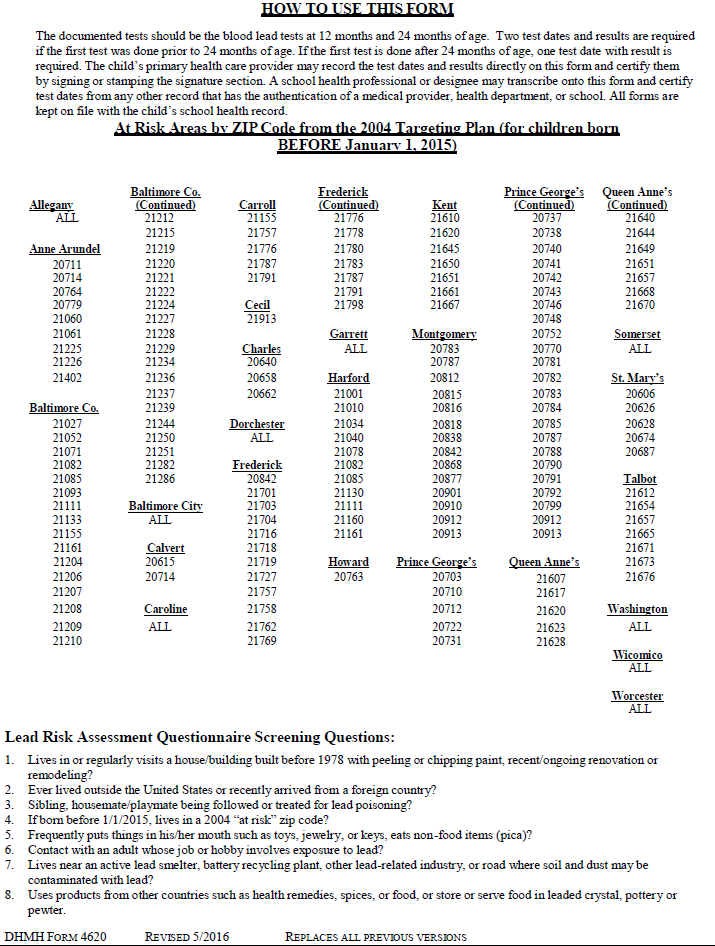 HOW TO USE THIS FORM
The documented tests should be the blood lead tests at 12 months and 24 months of age.  Two test dates and results are required
if the first test was done prior to 24 months of age. If the first test is done after 24 months of age, one test date with result is
required. The child's primary health care provider may record the test dates and results directly on this form and certify them
by signing or stamping the signature section. A school health professional or designee may transcribe onto this form and certify
test dates from any other record that has the authentication of a medical provider, health department, or school. All forms are
kept on file with the child's school health record.
At Risk Areas by ZIP Code from the 2004 Targeting Plan (for children born
BEFORE January 1, 2015)
Allegany
ALL
Anne Arundel
20711
20714
20764
20779
21060
21061
21225
21226
21402
Baltimore Co.
21027
21052
21071
21082
21085
21093
21111
21133
21155
21161
21204
21206
21207
21208
21209
21210
Baltimore Co.
(Continued)
21212
21215
21219
21220
21221
21222
21224
21227
21228
21229
21234
21236
21237
21239
21244
21250
21251
21282
21286
Baltimore City
ALL
Calvert
20615
20714
Caroline
ALL
Carroll
21155
21757
21776
21787
21791
Cecil
21913
Charles
20640
20658
20662
Dorchester
ALL
Frederick
20842
21701
21703
21704
21716
21718
21719
21727
21757
21758
21762
21769
Frederick
(Continued)
21776
21778
21780
21783
21787
21791
21798
Garrett
ALL
Harford
21001
21010
21034
21040
21078
21082
21085
21130
21111
21160
21161
Howard
20763
Kent
21610
21620
21645
21650
21651
21661
21667
Montgomery
20783
20787
20812
20815
20816
20818
20838
20842
20868
20877
20901
20910
20912
20913
Prince George's
20703
20710
20712
20722
20731
Prince George's
(Continued)
20737
20738
20740
20741
20742
20743
20746
20748
20752
20770
20781
20782
20783
20784
20785
20787
20788
20790
20791
20792
20799
20912
20913
Queen Anne's
21607
21617
21620
21623
21628
Queen Anne's
(Continued)
21640
21644
21649
21651
21657
21668
21670
Somerset
ALL
St. Mary's
20606
20626
20628
20674
20687
Talbot
21612
21654
21657
21665
21671
21673
21676
Washington
ALL
Wicomico
ALL
Worcester
ALL
Lead Risk Assessment Questionnaire Screening Questions:
1. Lives in or regularly visits a house/building built before 1978 with peeling or chipping paint, recent/ongoing renovation or
remodeling?
2. Ever lived outside the United States or recently arrived from a foreign country?
3. Sibling, housemate/playmate being followed or treated for lead poisoning?
4. If born before 1/1/2015, lives in a 2004 "at risk" zip code?
5. Frequently puts things in his/her mouth such as toys, jewelry, or keys, eats non-food items (pica)?
6. Contact with an adult whose job or hobby involves exposure to lead?
7. Lives near an active lead smelter, battery recycling plant, other lead-related industry, or road where soil and dust may be
contaminated with lead?
8. Uses products from other countries such as health remedies, spices, or food, or store or serve food in leaded crystal, pottery or
pewter.
DHMH FORM 4620 REVISED 5/2016 REPLACES ALL PREVIOUS VERSIONS